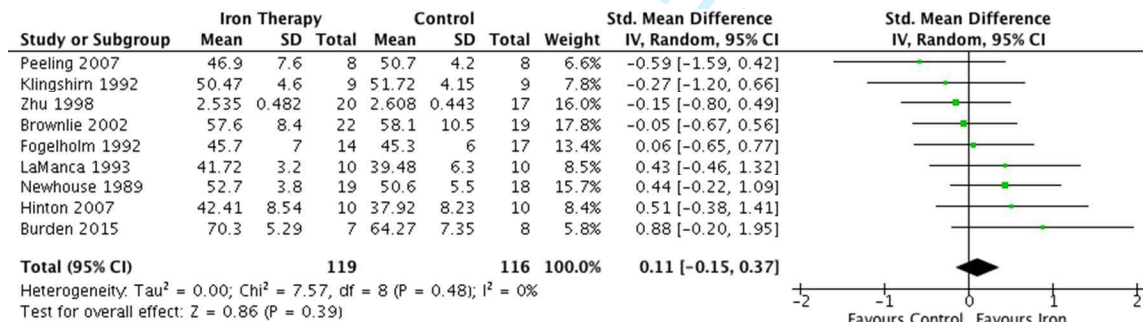 Iron Therapy Control Std. Mean Difference Std. Mean Difference
Study or Subgroup Mean SD Total Mean SD Total Weight IV, Random, 95% CI IV, Random, 95% CI
Peeling 2007 46.9 7.6 8 50.7 4.2 8 6.6% -0.59 [-1.59, 0.42]
Klingshirn 1992 50.47 4.6 9 51.72 4.15 9 7.8% -0.27 [-1.20, 0.66]
Zhu 1998 2.535 0.482 20 2.608 0.443 17 16.0% -0.15 [-0.80, 0.49]
Brownlie 2002 57.6 8.4 22 58.1 10.5 19 17.8% -0.05 [-0.67, 0.56]
Fogelholm 1992 45.7 7 14 45.3 6 17 13.4% 0.06 [-0.65, 0.77]
LaManca 1993 41.72 3.2 10 39.48 6.3 10 8.5% 0.43 [-0.46, 1.32]
Newhouse 1989 52.7 3.8 19 50.6 5.5 18 15.7% 0.44 [-0.22, 1.09]
Hinton 2007 42.41 8.54 10 37.92 8.23 10 8.4% 0.51 [-0.38, 1.41]
Burden 2015 70.3 5.29 7 64.27 7.35 8 5.8% 0.88 [-0.20, 1.95]
Total (95% CI) 119 116 100.0% 0.11 [-0.15, 0.37]
Heterogeneity: Tau² = 0.00; Chi² = 7.57, df = 8 (P = 0.48); I² = 0%
Test for overall effect: Z = 0.86 (P = 0.39)
-2 -1 0 1 2
Favours Control Favours Iron